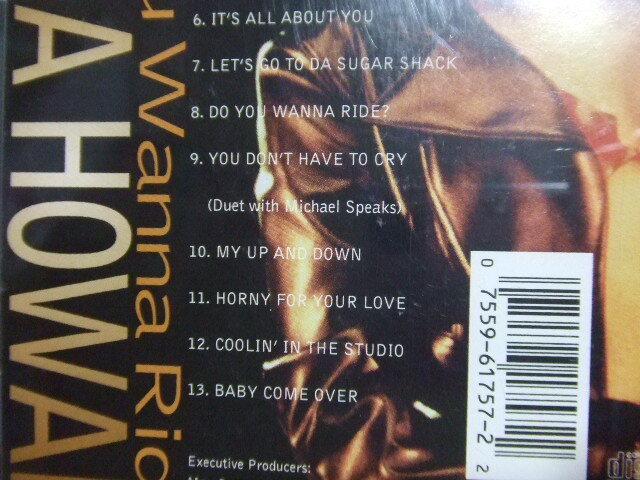 6. IT'S ALL ABOUT YOU
7. LET'S GO TO DA SUGAR SHACK
8. DO YOU WANNA RIDE?
9. YOU DON'T HAVE TO CRY
(Duet with Michael Speaks)
10. MY UP AND DOWN
11. HORNY FOR YOUR LOVE
12. COOLIN' IN THE STUDIO
13. BABY COME OVER
Executive Producers:
A HOWA
u Wanna Rid
0 7559-61757-2 2